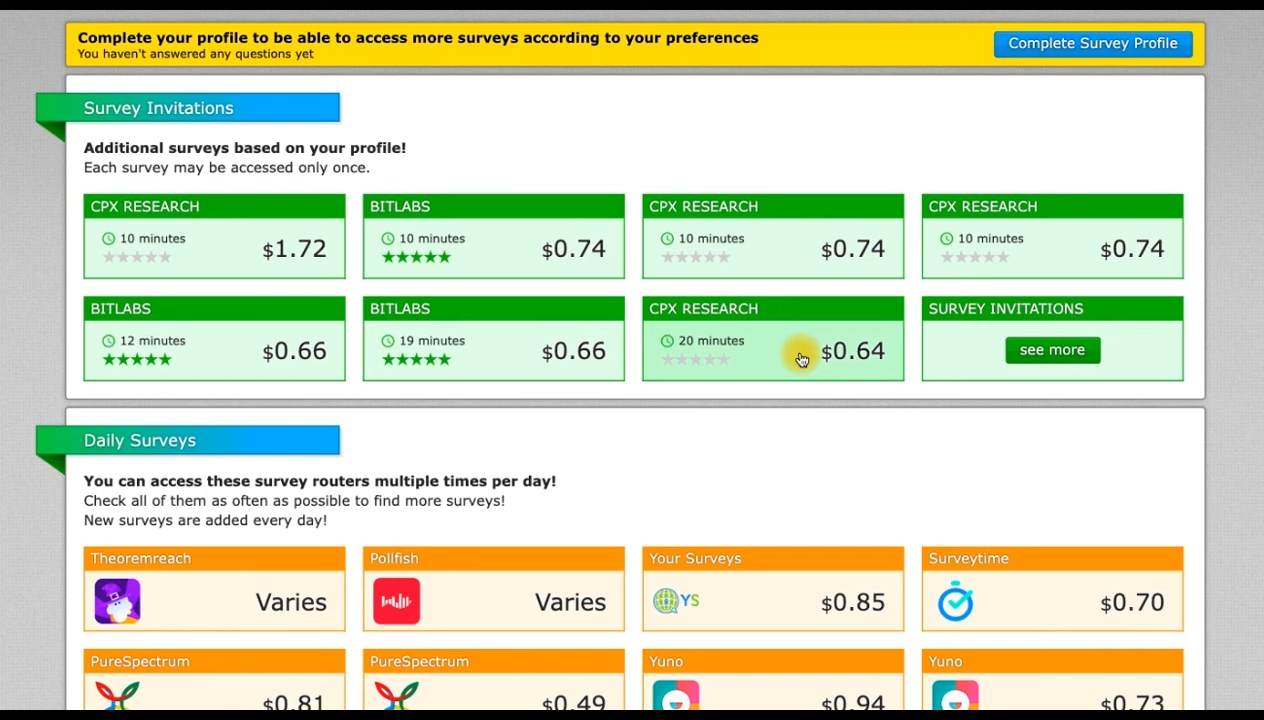 Complete your profile to be able to access more surveys according to your preferences
You haven't answered any questions yet
Complete Survey Profile
Survey Invitations
Additional surveys based on your profile!
Each survey may be accessed only once.
CPX RESEARCH
10 minutes
$1.72
BITLABS
10 minutes
$0.74
CPX RESEARCH
10 minutes
$0.74
CPX RESEARCH
10 minutes
$0.74
BITLABS
12 minutes
$0.66
BITLABS
19 minutes
$0.66
CPX RESEARCH
20 minutes
$0.64
SURVEY INVITATIONS
see more
Daily Surveys
You can access these survey routers multiple times per day!
Check all of them as often as possible to find more surveys!
New surveys are added every day!
Theoremreach
Varies
Pollfish
Varies
Your Surveys
YS
$0.85
Surveytime
$0.70
PureSpectrum
$0.81
PureSpectrum
$0.49
Yuno
$0.94
Yuno
$0.73